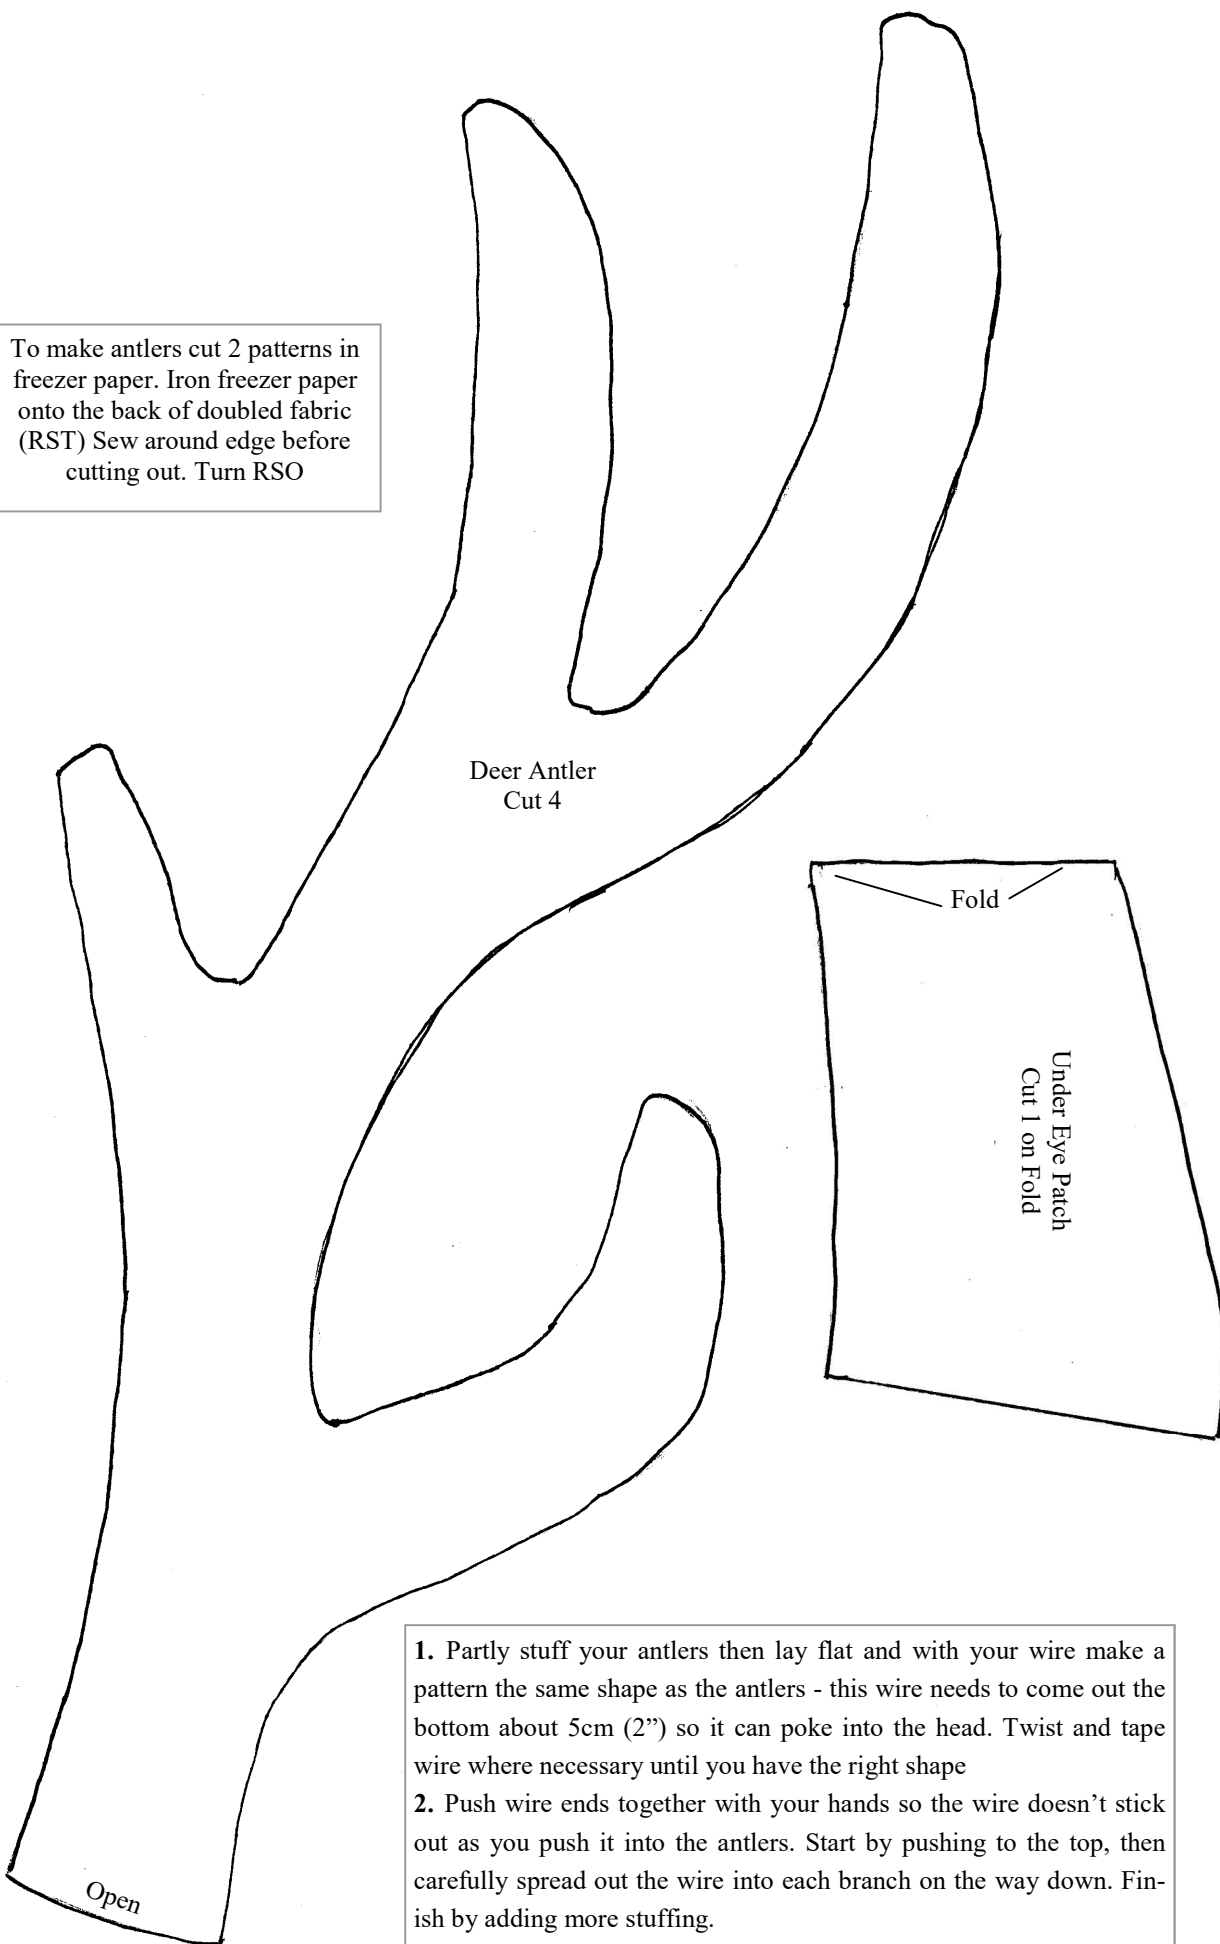 To make antlers cut 2 patterns in
freezer paper. Iron freezer paper
onto the back of doubled fabric
(RST) Sew around edge before
cutting out. Turn RSO
Deer Antler
Cut 4
Fold
Under Eye Patch
Cut 1 on Fold
1. Partly stuff your antlers then lay flat and with your wire make a
pattern the same shape as the antlers - this wire needs to come out the
bottom about 5cm (2”) so it can poke into the head. Twist and tape
wire where necessary until you have the right shape
2. Push wire ends together with your hands so the wire doesn’t stick
out as you push it into the antlers. Start by pushing to the top, then
carefully spread out the wire into each branch on the way down. Fin-
ish by adding more stuffing.
Open